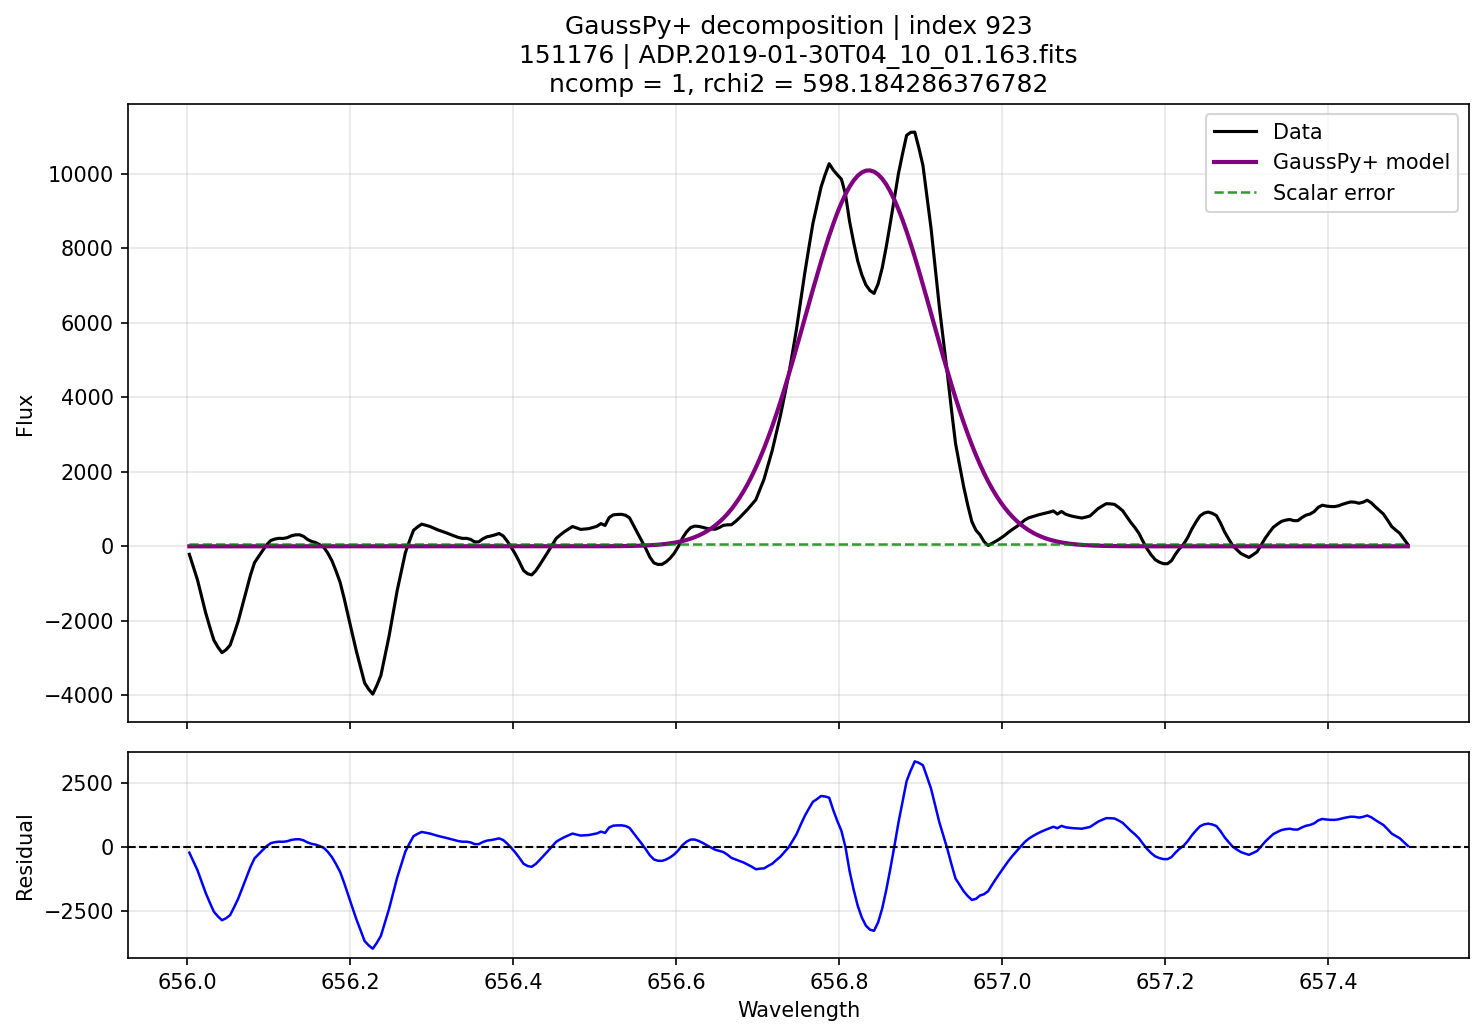 GaussPy+ decomposition | index 923
151176 | ADP.2019-01-30T04_10_01.163.fits
ncomp = 1, rchi2 = 598.184286376782
Data
GaussPy+ model
Scalar error
10000
8000
6000
4000
2000
0
−2000
−4000
Flux
2500
0
−2500
Residual
656.0 656.2 656.4 656.6 656.8 657.0 657.2 657.4
Wavelength